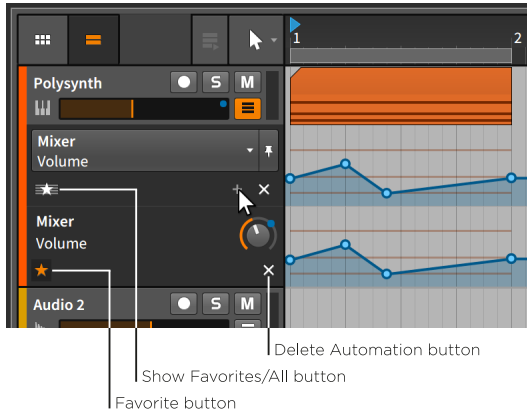 1 2
Polysynth S M
Mixer
Volume
Mixer
Volume
Audio 2 S M
Delete Automation button
Show Favorites/All button
Favorite button